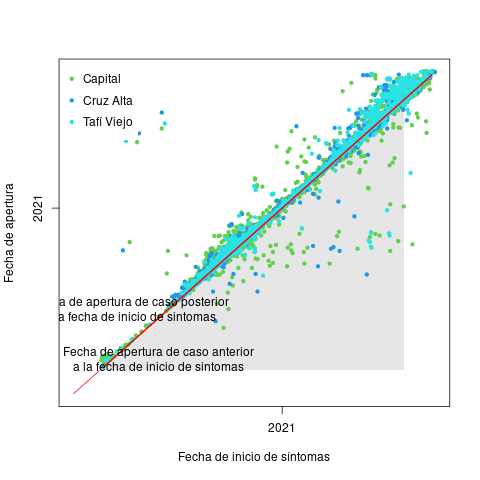 Capital
Cruz Alta
Tafí Viejo
Fecha de apertura
2021
a de apertura de caso posterior
a fecha de inicio de síntomas
Fecha de apertura de caso anterior
a la fecha de inicio de síntomas
2021
Fecha de inicio de síntomas